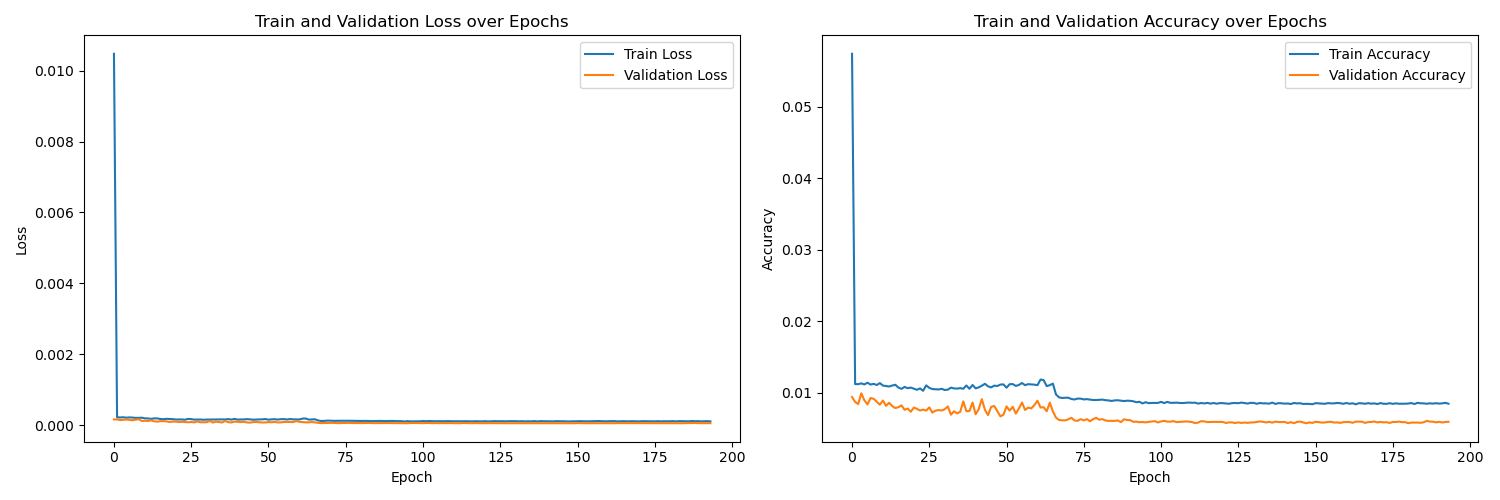 Train and Validation Loss over Epochs
Train Loss
Validation Loss
0.010
0.008
0.006
0.004
0.002
0.000
Loss
0 25 50 75 100 125 150 175 200
Epoch
Train and Validation Accuracy over Epochs
Train Accuracy
Validation Accuracy
0.05
0.04
0.03
0.02
0.01
Accuracy
0 25 50 75 100 125 150 175 200
Epoch